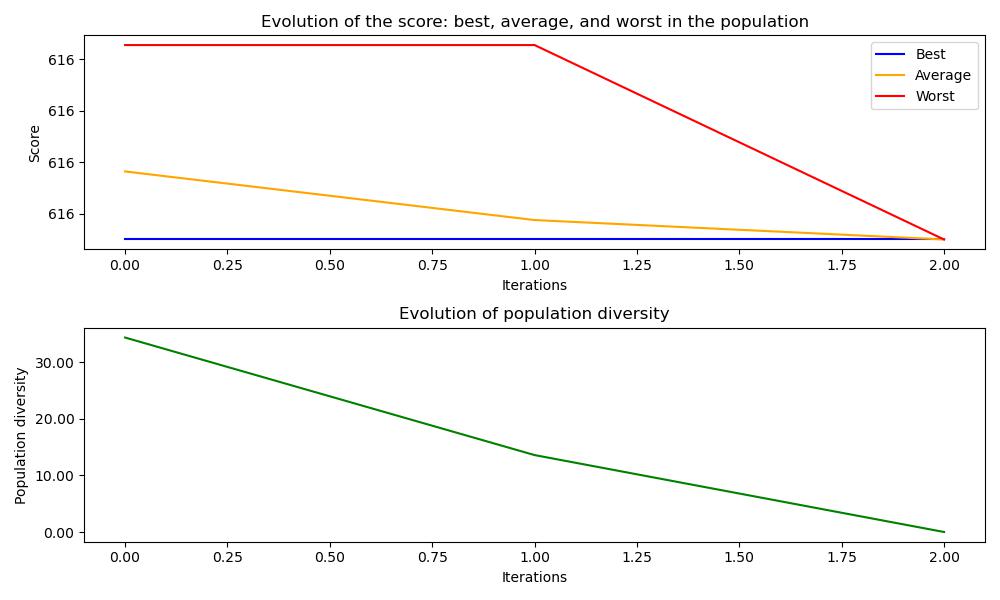 Evolution of the score: best, average, and worst in the population
616
616
616
616
Score
Best
Average
Worst
0.00 0.25 0.50 0.75 1.00 1.25 1.50 1.75 2.00
Iterations
Evolution of population diversity
30.00
20.00
10.00
0.00
Population diversity
0.00 0.25 0.50 0.75 1.00 1.25 1.50 1.75 2.00
Iterations